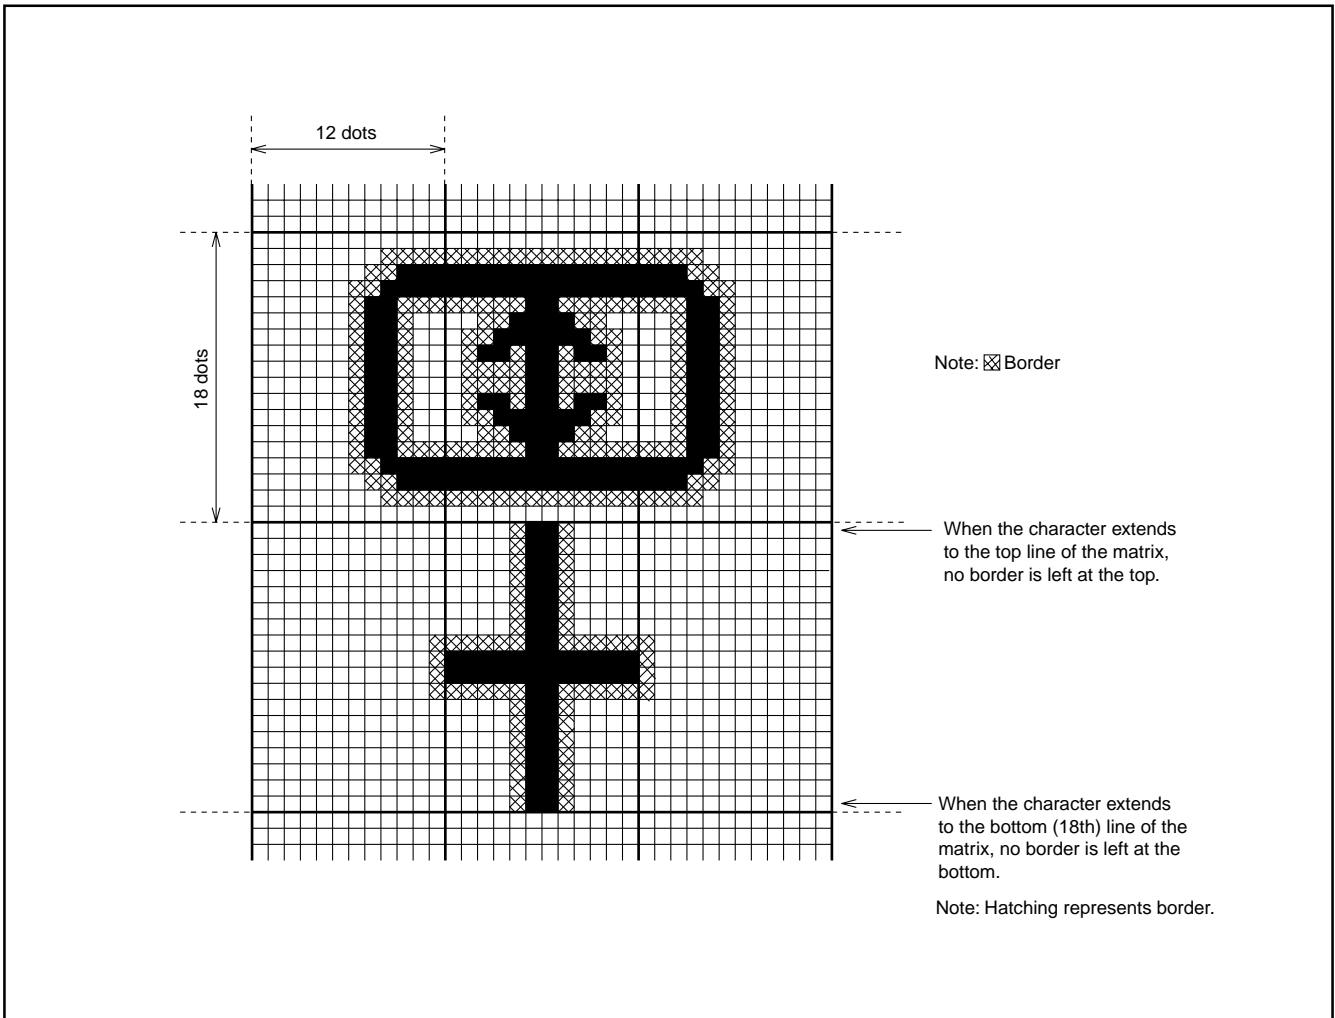 12 dots
18 dots
Note: Border
When the character extends
to the top line of the matrix,
no border is left at the top.
When the character extends
to the bottom (18th) line of the
matrix, no border is left at the
bottom.
Note: Hatching represents border.